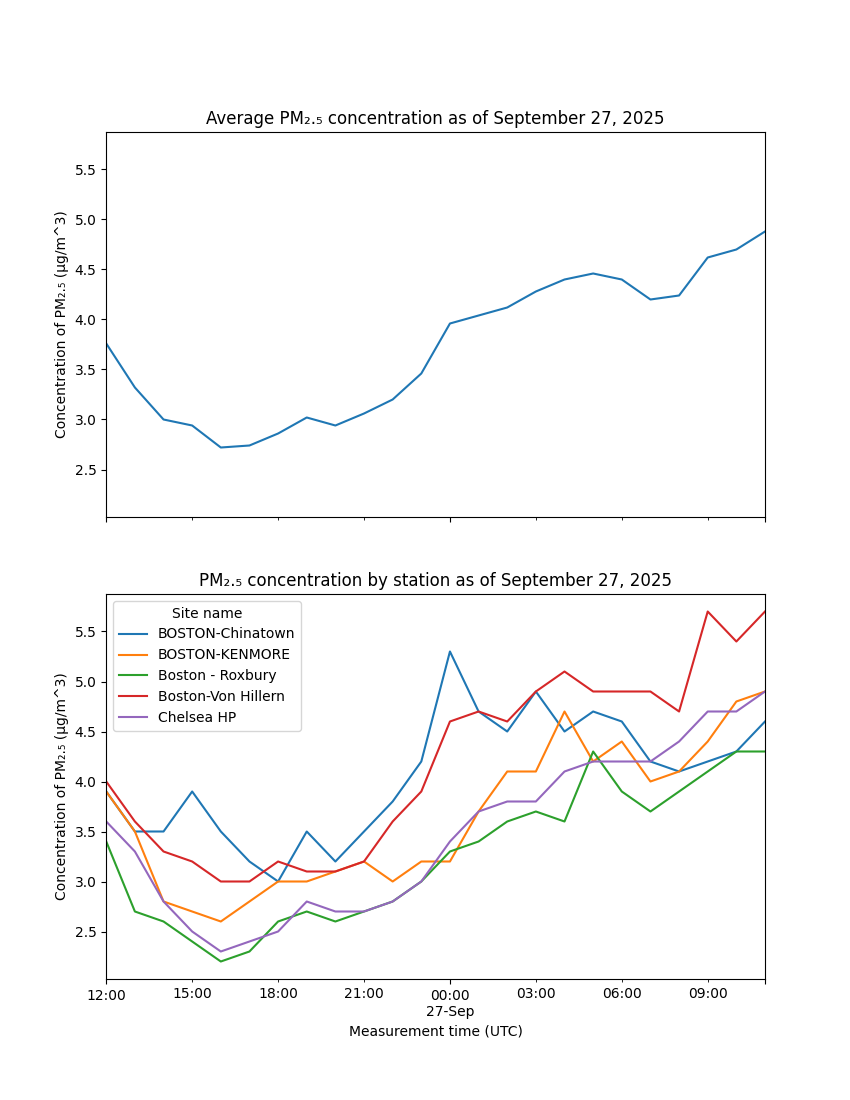 Average PM₂.₅ concentration as of September 27, 2025
Concentration of PM₂.₅ (µg/m^3)
5.5
5.0
4.5
4.0
3.5
3.0
2.5
PM₂.₅ concentration by station as of September 27, 2025
Concentration of PM₂.₅ (µg/m^3)
5.5
5.0
4.5
4.0
3.5
3.0
2.5
Site name
BOSTON-Chinatown
BOSTON-KENMORE
Boston - Roxbury
Boston-Von Hillern
Chelsea HP
12:00 15:00 18:00 21:00 00:00 03:00 06:00 09:00
27-Sep
Measurement time (UTC)